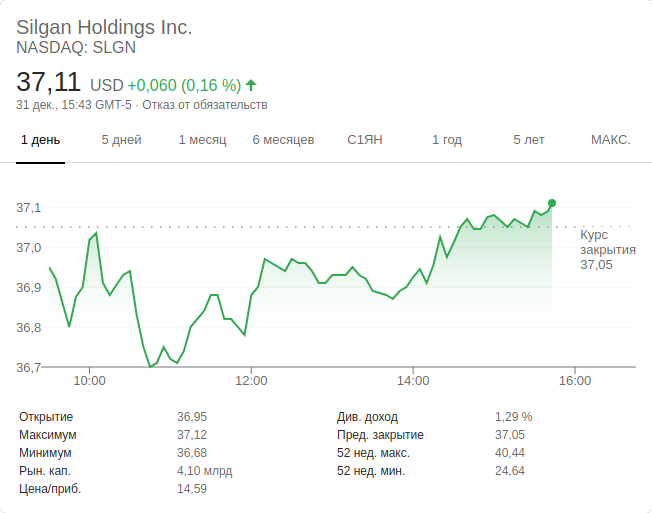 Silgan Holdings Inc.
NASDAQ: SLGN
37,11 USD +0,060 (0,16 %)
31 дек., 15:43 GMT-5 · Отказ от обязательств
1 день 5 дней 1 месяц 6 месяцев С1ЯН 1 год 5 лет МАКС.
37,1
37,0
36,9
36,8
36,7
Курс
закрытия
37,05
10:00 12:00 14:00 16:00
Открытие 36,95
Максимум 37,12
Минимум 36,68
Рын. кап. 4,10 млрд
Цена/приб. 14,59
Див. доход 1,29 %
Пред. закрытие 37,05
52 нед. макс. 40,44
52 нед. мин. 24,64